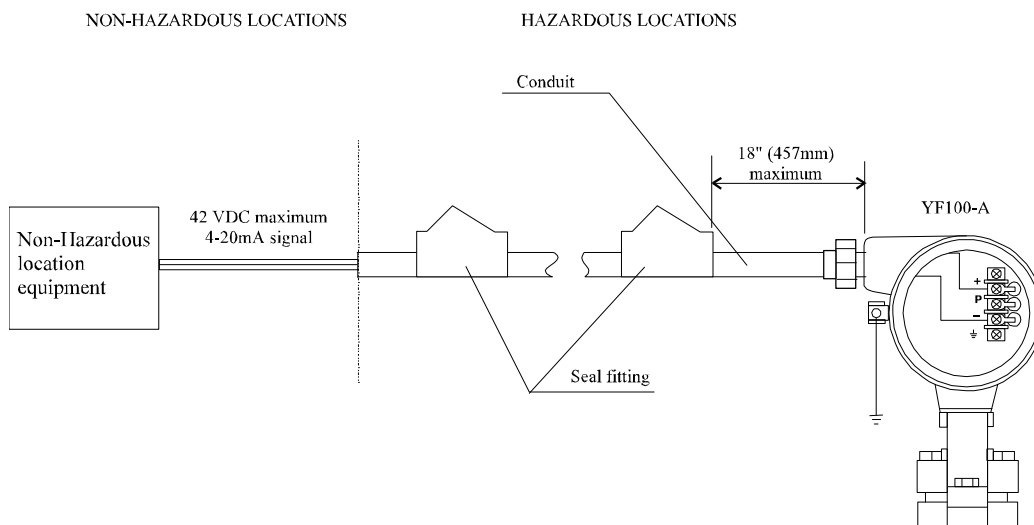 NON-HAZARDOUS LOCATIONS
HAZARDOUS LOCATIONS
Conduit
18" (457mm)
maximum
YF100-A
42 VDC maximum
4-20mA signal
Non-Hazardous
location
equipment
+
P
−
Seal fitting